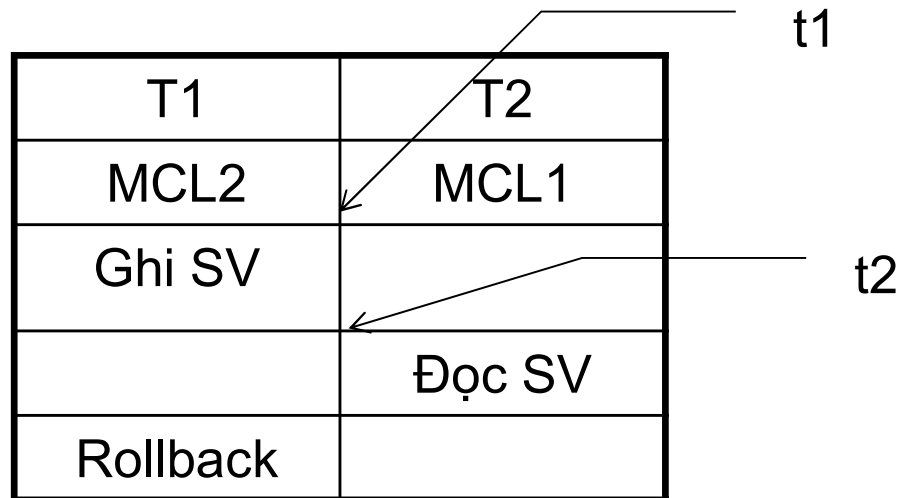 t1
T1 T2
MCL2 MCL1
Ghi SV
t2
Đọc SV
Rollback